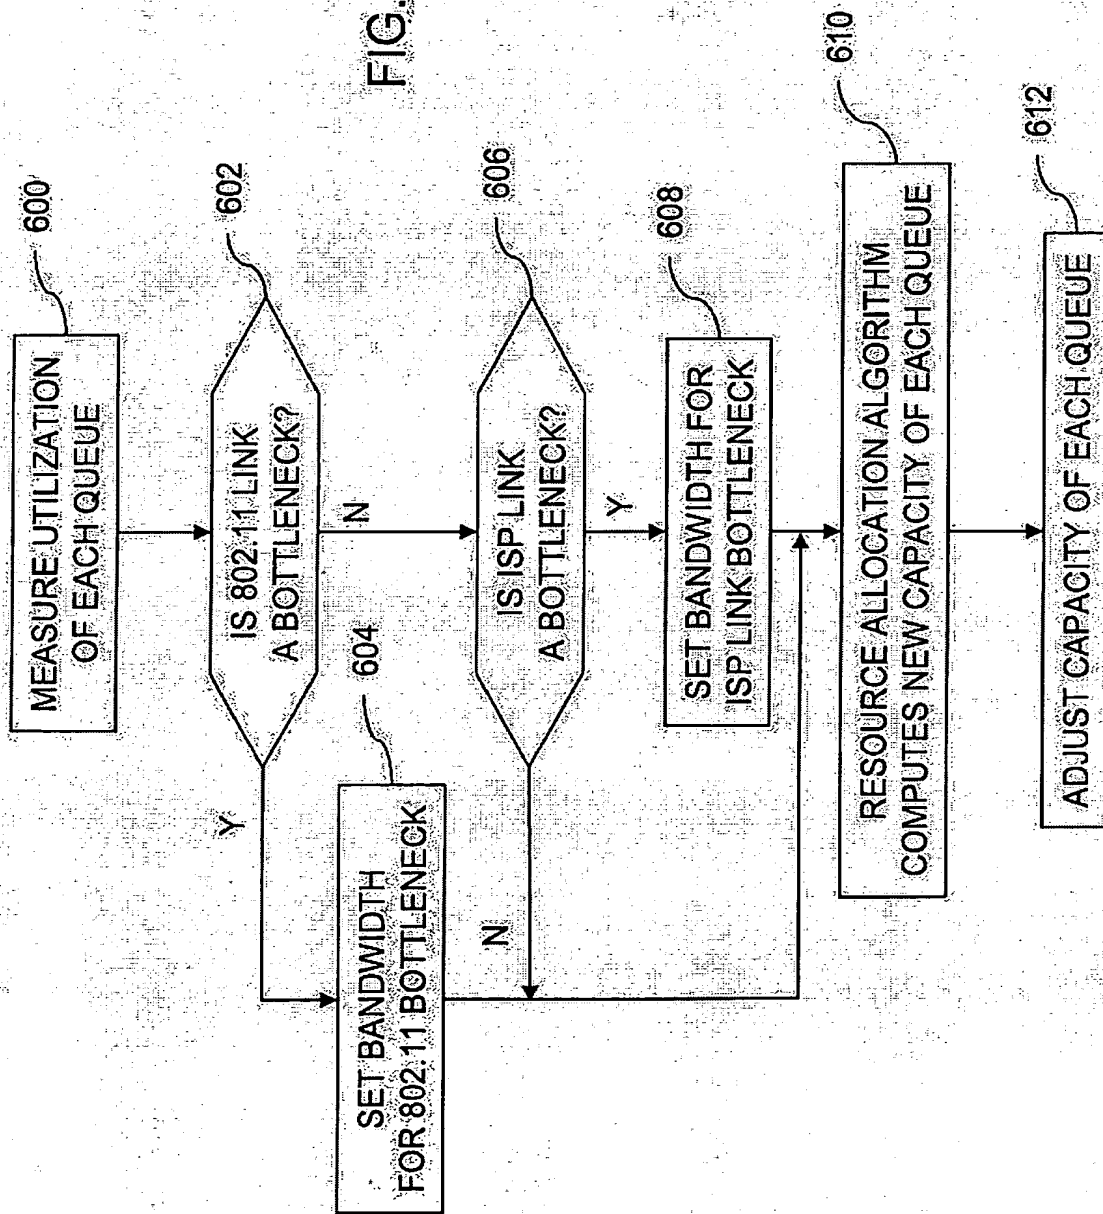 FIG.
600
MEASURE UTILIZATION
OF EACH QUEUE
602
IS 802.11 LINK
A BOTTLENECK?
Y
N
604
SET BANDWIDTH
FOR 802.11 BOTTLENECK
606
IS ISP LINK
A BOTTLENECK?
N
Y
608
SET BANDWIDTH FOR
ISP LINK BOTTLENECK
610
RESOURCE ALLOCATION ALGORITHM
COMPUTES NEW CAPACITY OF EACH QUEUE
612
ADJUST CAPACITY OF EACH QUEUE